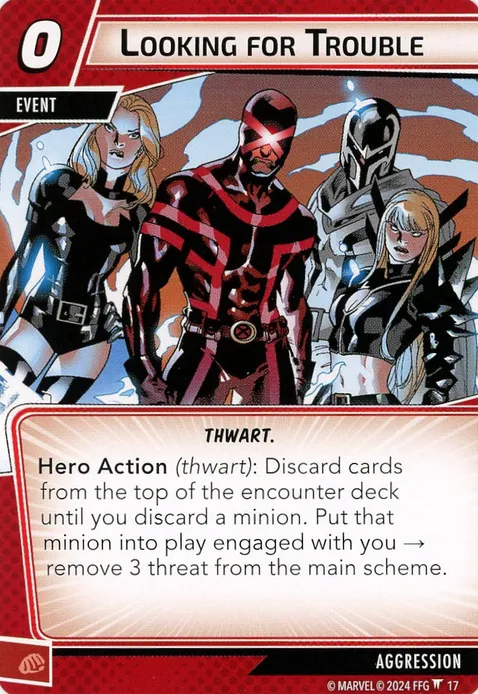 0
LOOKING FOR TROUBLE
EVENT
THWART.
Hero Action (thwart): Discard cards
from the top of the encounter deck
until you discard a minion. Put that
minion into play engaged with you →
remove 3 threat from the main scheme.
AGGRESSION
© MARVEL © 2024 FFG 17